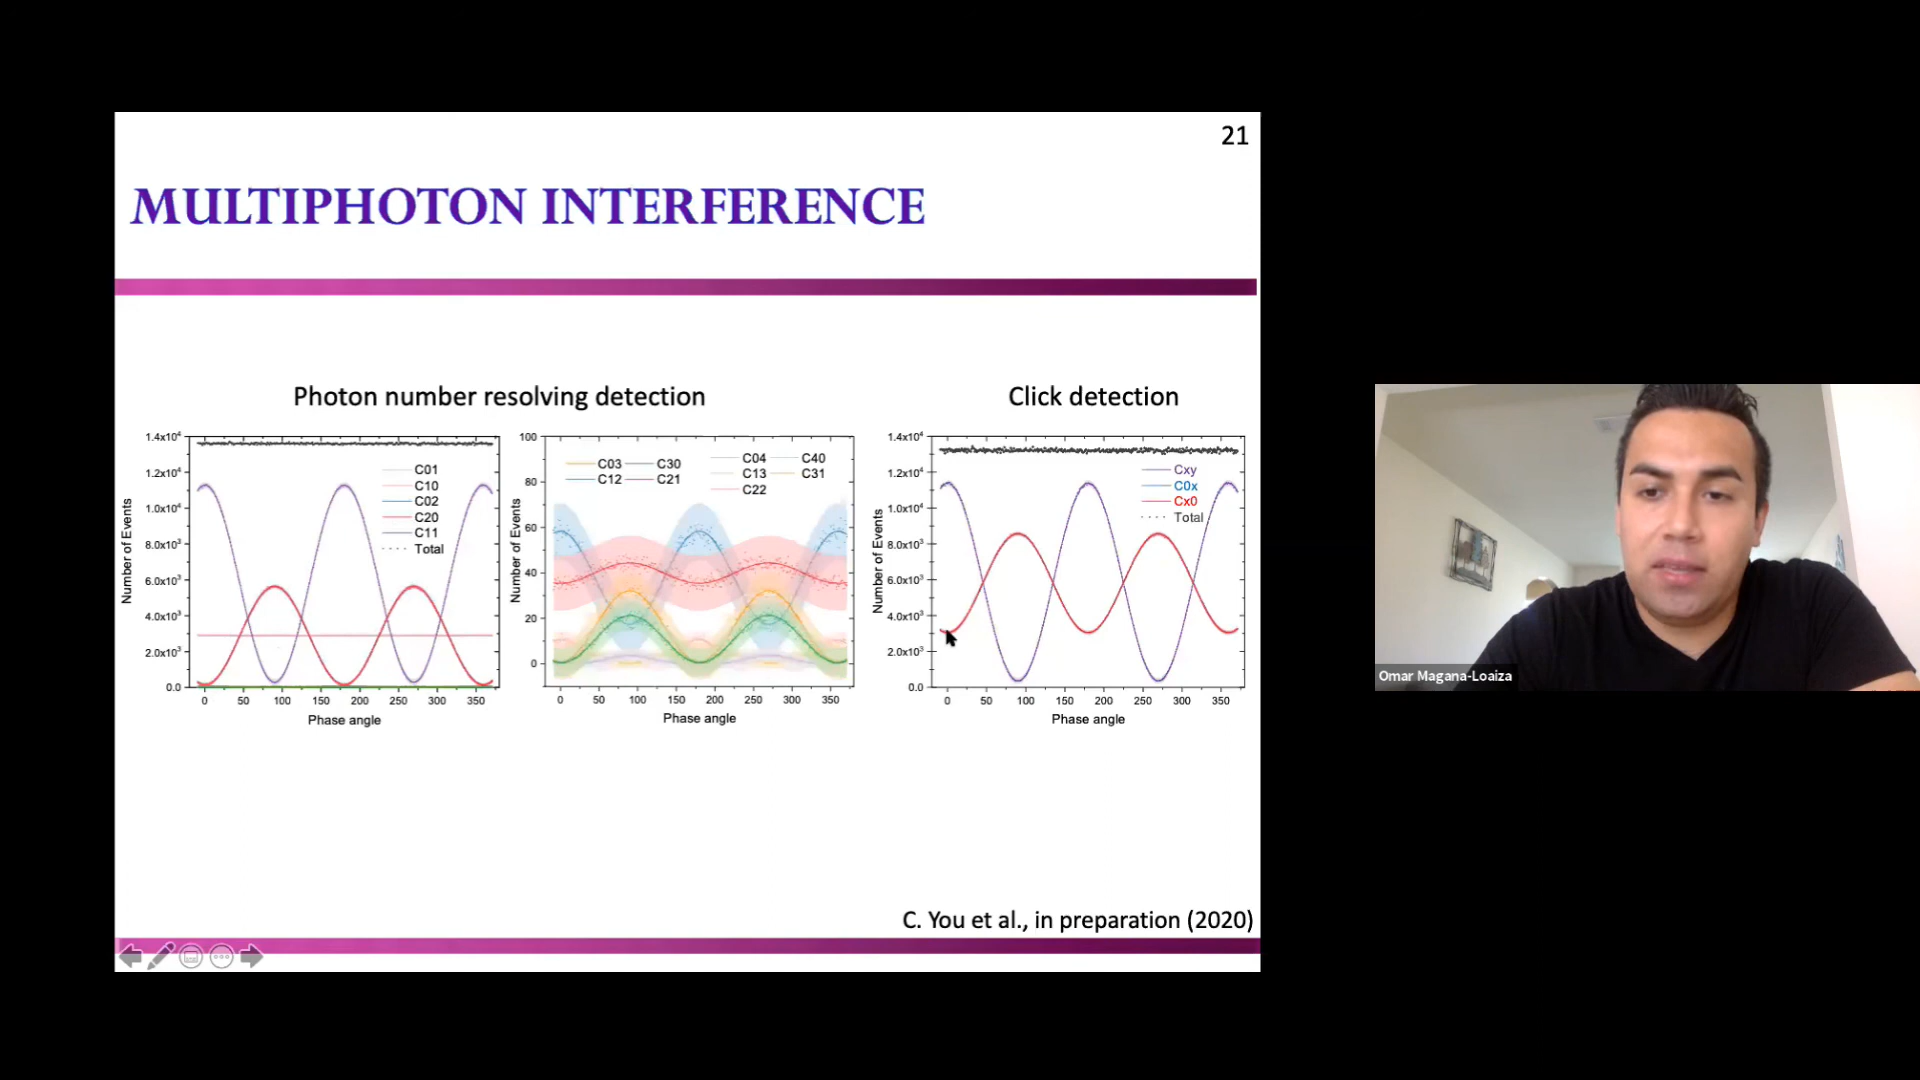 21
MULTIPHOTON INTERFERENCE
Photon number resolving detection
Click detection
1.4x10⁴
1.2x10⁴
1.0x10⁴
8.0x10³
6.0x10³
4.0x10³
2.0x10³
0.0
Number of Events
C01
C10
C02
C20
C11
Total
0 50 100 150 200 250 300 350
Phase angle
100
80
60
40
20
0
Number of Events
C03 C30
C12 C21
C04 C40
C13 C31
C22
0 50 100 150 200 250 300 350
Phase angle
1.4x10⁴
1.2x10⁴
1.0x10⁴
8.0x10³
6.0x10³
4.0x10³
2.0x10³
0.0
Number of Events
Cxy
C0x
Cx0
Total
0 50 100 150 200 250 300 350
Phase angle
C. You et al., in preparation (2020)
Omar Magana-Loaiza